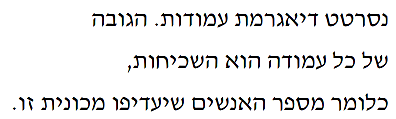 נסרטט דיאגרמת עמודות. הגובה
של כל עמודה הוא השכיחות,
כלומר מספר האנשים שיעדיפו מכונית זו.